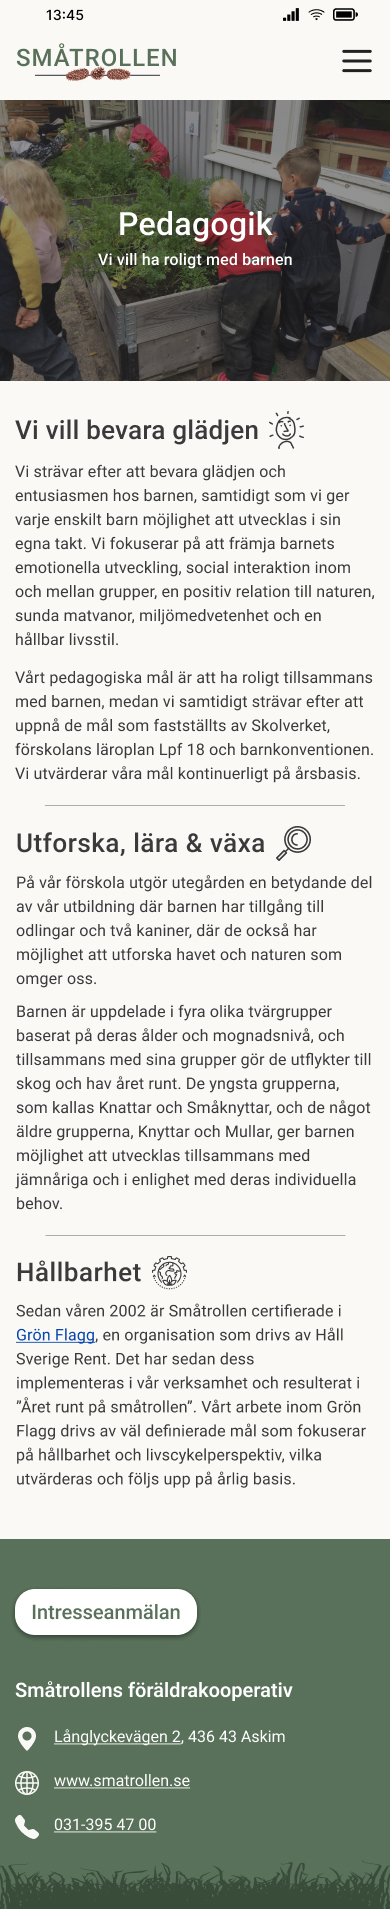 13:45
SMÅTROLLEN
Pedagogik
Vi vill ha roligt med barnen
Vi vill bevara glädjen
Vi strävar efter att bevara glädjen och
entusiasmen hos barnen, samtidigt som vi ger
varje enskilt barn möjlighet att utvecklas i sin
egna takt. Vi fokuserar på att främja barnets
emotionella utveckling, social interaktion inom
och mellan grupper, en positiv relation till naturen,
sunda matvanor, miljömedvetenhet och en
hållbar livsstil.
Vårt pedagogiska mål är att ha roligt tillsammans
med barnen, medan vi samtidigt strävar efter att
uppnå de mål som fastställts av Skolverket,
förskolans läroplan Lpf 18 och barnkonventionen.
Vi utvärderar våra mål kontinuerligt på årsbasis.
Utforska, lära & växa
På vår förskola utgör utegården en betydande del
av vår utbildning där barnen har tillgång till
odlingar och två kaniner, där de också har
möjlighet att utforska havet och naturen som
omger oss.
Barnen är uppdelade i fyra olika tvärgrupper
baserat på deras ålder och mognadsnivå, och
tillsammans med sina grupper gör de utflykter till
skog och hav året runt. De yngsta grupperna,
som kallas Knattar och Småknyttar, och de något
äldre grupperna, Knyttar och Mullar, ger barnen
möjlighet att utvecklas tillsammans med
jämnåriga och i enlighet med deras individuella
behov.
Hållbarhet
Sedan våren 2002 är Småtrollen certifierade i
Grön Flagg, en organisation som drivs av Håll
Sverige Rent. Det har sedan dess
implementeras i vår verksamhet och resulterat i
”Året runt på småtrollen”. Vårt arbete inom Grön
Flagg drivs av väl definierade mål som fokuserar
på hållbarhet och livscykelperspektiv, vilka
utvärderas och följs upp på årlig basis.
Intresseanmälan
Småtrollens föräldrakooperativ
Långlyckevägen 2, 436 43 Askim
www.smatrollen.se
031-395 47 00